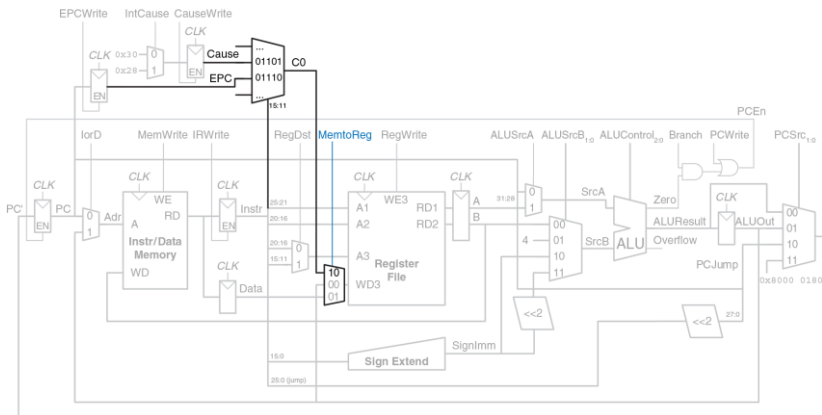 EPCWrite IntCause CauseWrite
CLK
0x30 0
0x28 1
EN
Cause
CLK
EN
EPC
...
01101
01110
...
C0
15:11
PCEn
IorD MemWrite IRWrite RegDst MemtoReg RegWrite ALUSrcA ALUSrcB1:0 ALUControl2:0 Branch PCWrite PCSrc1:0
CLK CLK CLK CLK CLK CLK
PC' PC EN
0
1
Adr
WE
A RD
Instr/Data
Memory
WD
EN
Instr
CLK
Data
25:21
20:16
20:16 0
15:11 1
10
00
01
WE3
A1 RD1
A2 RD2
A3
Register
File
WD3
A
B
31:28
0
1
SrcA
4
00
01
10
11
SrcB
ALU
Zero
ALUResult
Overflow
ALUOut
PCJump
00
01
10
11
0x8000 0180
<<2
<<2
27:0
SignImm
15:0
Sign Extend
25:0 (jump)